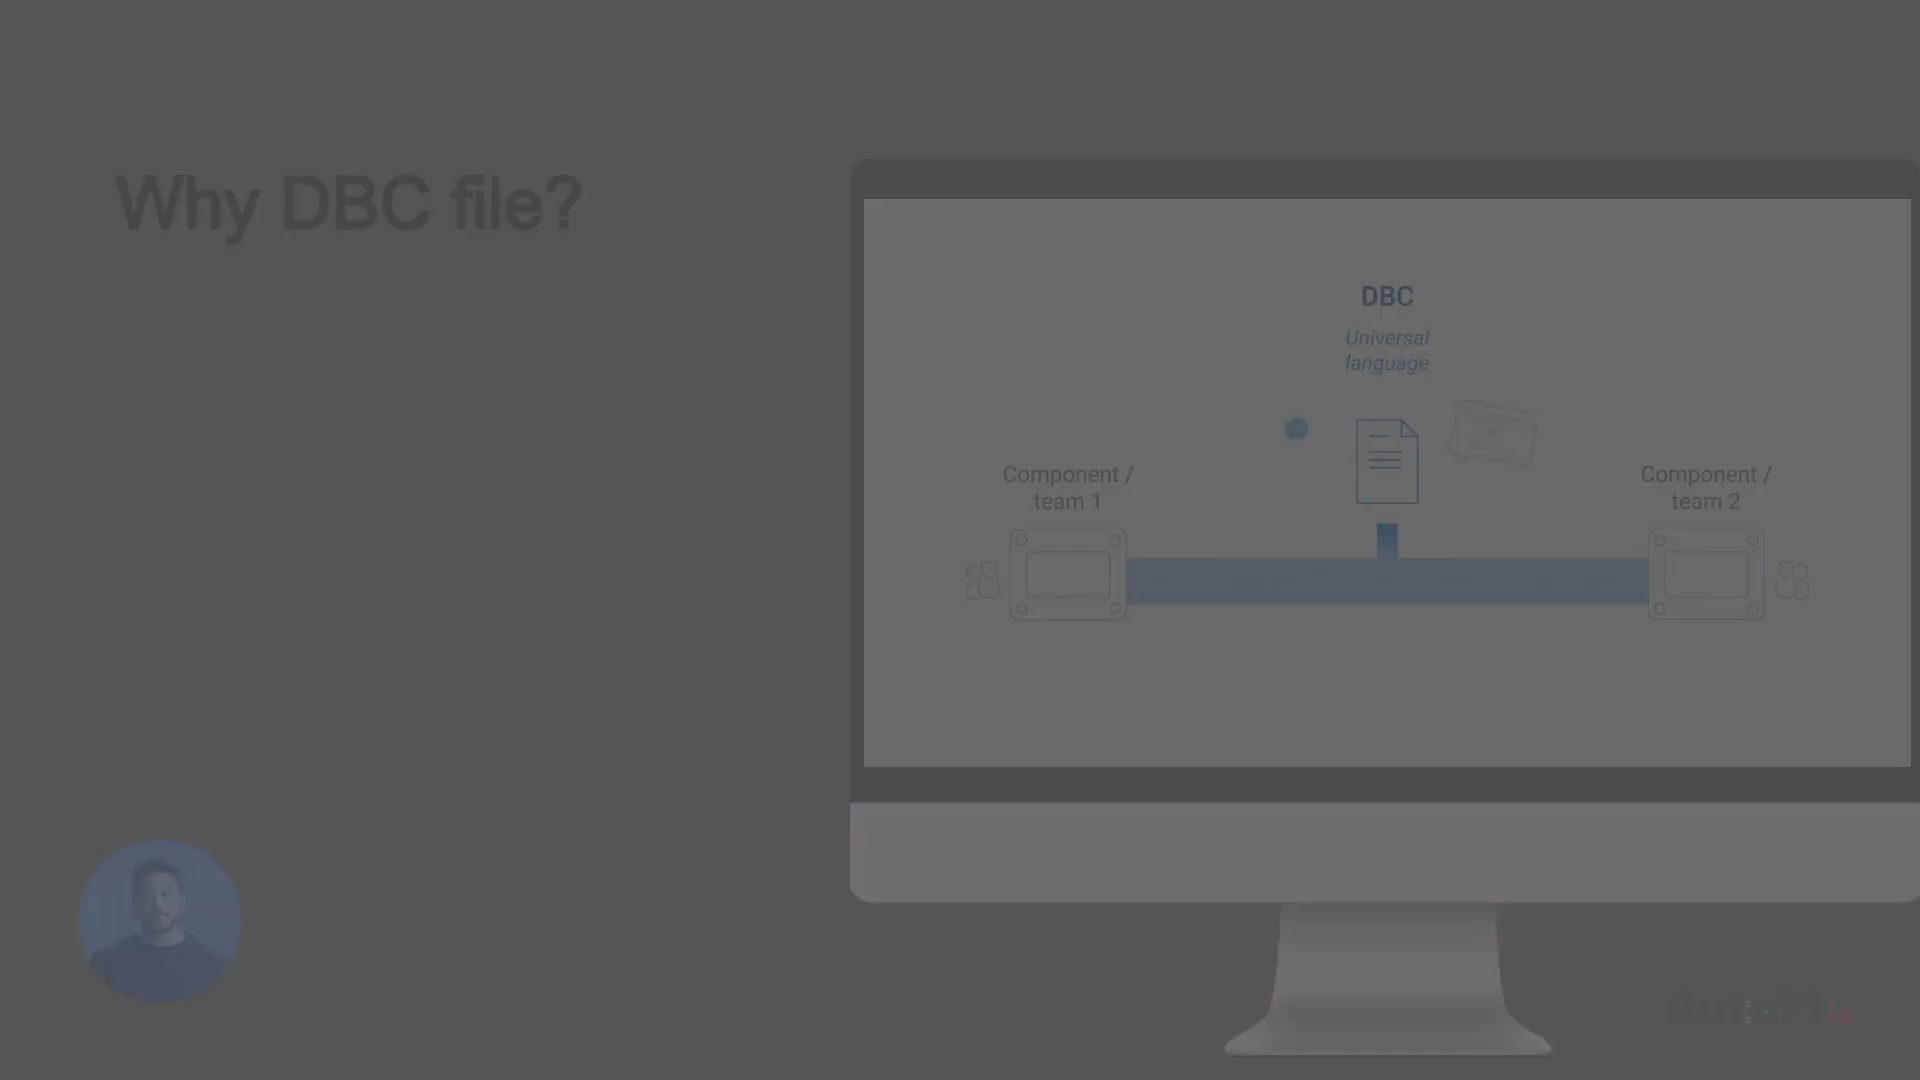 Why DBC file?
DBC
Universal
language
Component /
team 1
Component /
team 2